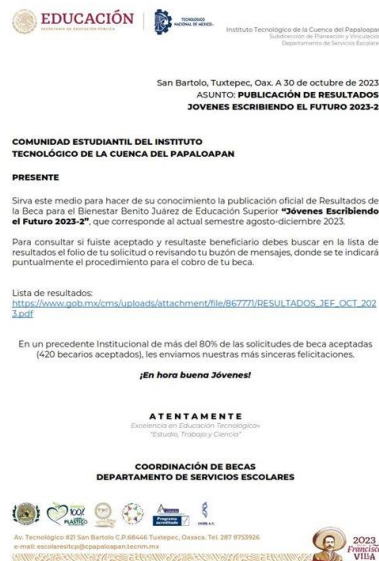 EDUCACIÓN
SECRETARÍA DE EDUCACIÓN PÚBLICA
TECNOLÓGICO
NACIONAL DE MÉXICO
Instituto Tecnológico de la Cuenca del Papaloapan
Subdirección de Planeación y Vinculación
Departamento de Servicios Escolares
San Bartolo, Tuxtepec, Oax. A 30 de octubre de 2023
ASUNTO: PUBLICACIÓN DE RESULTADOS
JOVENES ESCRIBIENDO EL FUTURO 2023-2
COMUNIDAD ESTUDIANTIL DEL INSTITUTO
TECNOLÓGICO DE LA CUENCA DEL PAPALOAPAN
PRESENTE
Sirva este medio para hacer de su conocimiento la publicación oficial de Resultados de
la Beca para el Bienestar Benito Juárez de Educación Superior “Jóvenes Escribiendo
el Futuro 2023-2”, que corresponde al actual semestre agosto-diciembre 2023.
Para consultar si fuiste aceptado y resultaste beneficiario debes buscar en la lista de
resultados el folio de tu solicitud o revisando tu buzón de mensajes, donde se te indicará
puntualmente el procedimiento para el cobro de tu beca.
Lista de resultados:
https://www.gob.mx/cms/uploads/attachment/file/867771/RESULTADOS_JEF_OCT_202
3.pdf
En un precedente Institucional de más del 80% de las solicitudes de beca aceptadas
(420 becarios aceptados), les enviamos nuestras más sinceras felicitaciones.
¡En hora buena Jóvenes!
ATENTAMENTE
Excelencia en Educación Tecnológica®
“Estudio, Trabajo y Ciencia”
COORDINACIÓN DE BECAS
DEPARTAMENTO DE SERVICIOS ESCOLARES
100%
PLÁSTICO
Programa
acreditado
Av. Tecnológico #21 San Bartolo C.P.68446 Tuxtepec, Oaxaca. Tel. 287 8753926
e-mail: escolaresitcp@cpapaloapan.tecnm.mx
2023
Francisco
VILLA